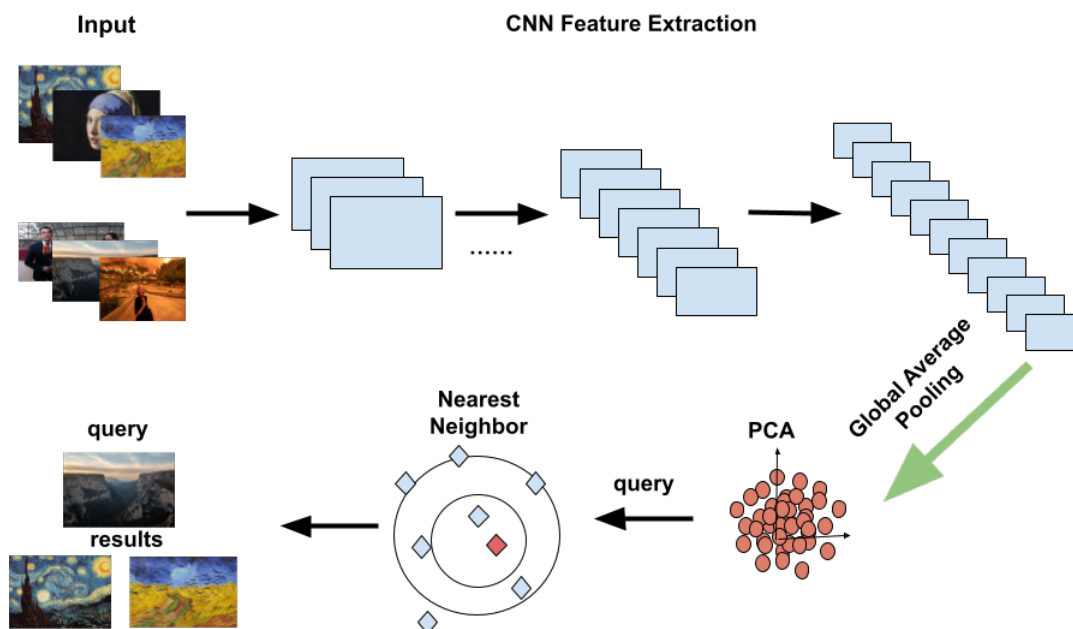 Input
CNN Feature Extraction
......
Global Average
Pooling
Nearest
Neighbor
PCA
query
query
results